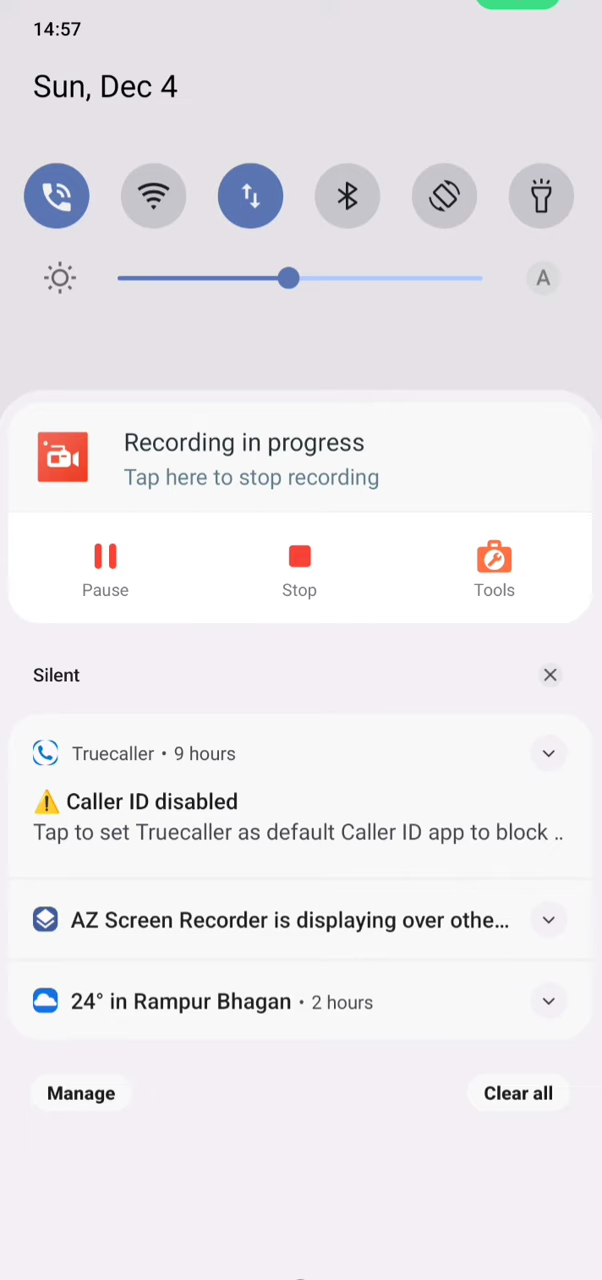 14:57
Sun, Dec 4
A
Recording in progress
Tap here to stop recording
Pause Stop Tools
Silent
Truecaller • 9 hours
⚠️ Caller ID disabled
Tap to set Truecaller as default Caller ID app to block ..
AZ Screen Recorder is displaying over othe...
24° in Rampur Bhagan • 2 hours
Manage Clear all